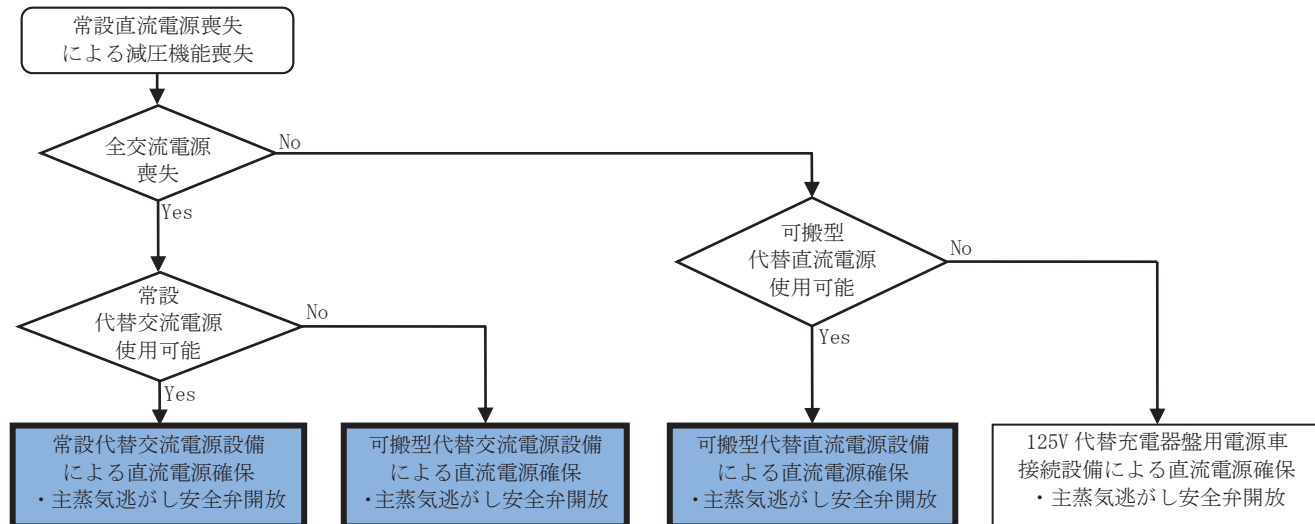 常設直流電源喪失
による減圧機能喪失
全交流電源
喪失
No
Yes
可搬型
代替直流電源
使用可能
No
Yes
常設
代替交流電源
使用可能
No
Yes
常設代替交流電源設備
による直流電源確保
・主蒸気逃がし安全弁開放
可搬型代替交流電源設備
による直流電源確保
・主蒸気逃がし安全弁開放
可搬型代替直流電源設備
による直流電源確保
・主蒸気逃がし安全弁開放
125V 代替充電器盤用電源車
接続設備による直流電源確保
・主蒸気逃がし安全弁開放